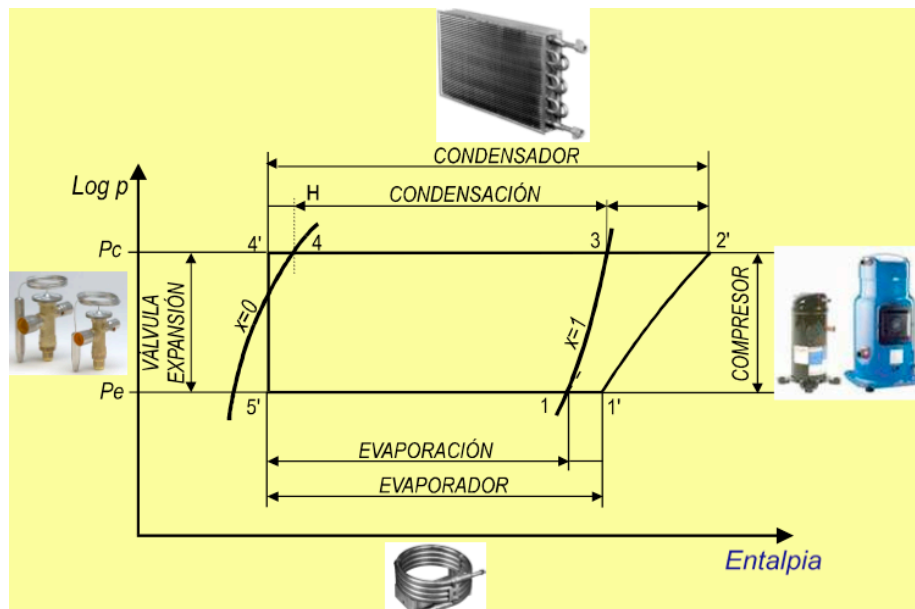 CONDENSADOR
Log p
H
CONDENSACIÓN
Pc
4'
4
3
2'
VÁLVULA
EXPANSIÓN
x=0
x=1
COMPRESOR
Pe
5'
1
1'
EVAPORACIÓN
EVAPORADOR
Entalpia